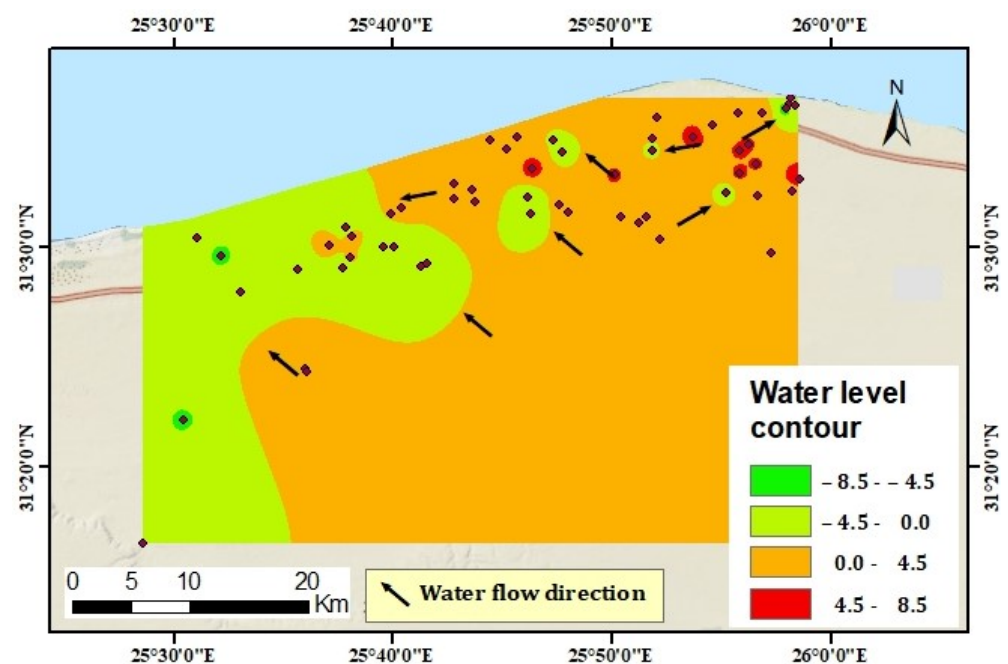 25°30'0"E 25°40'0"E 25°50'0"E 26°0'0"E
N
31°30'0"N 31°30'0"N
31°20'0"N 31°20'0"N
Water level
contour
– 8.5 - – 4.5
– 4.5 - 0.0
0.0 - 4.5
4.5 - 8.5
0 5 10 20
Km
Water flow direction
25°30'0"E 25°40'0"E 25°50'0"E 26°0'0"E